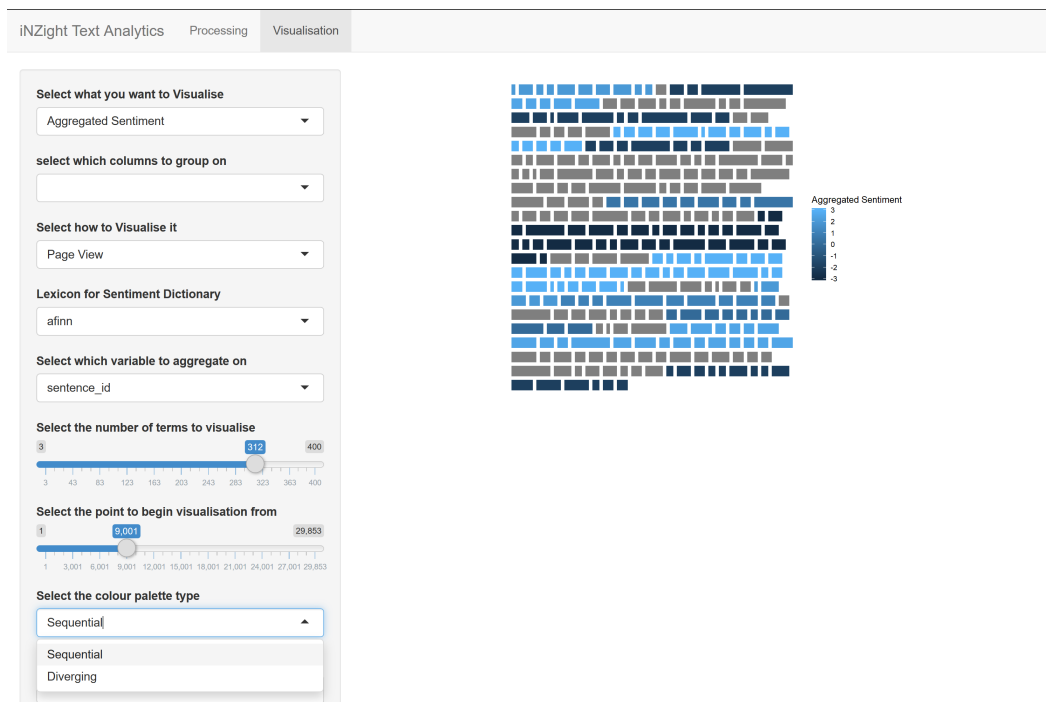 iNZight Text Analytics Processing Visualisation
Select what you want to Visualise
Aggregated Sentiment
select which columns to group on
Select how to Visualise it
Page View
Lexicon for Sentiment Dictionary
afinn
Select which variable to aggregate on
sentence_id
Select the number of terms to visualise
3 312 400
3 43 83 123 163 203 243 283 323 363 400
Select the point to begin visualisation from
1 9,001 29,853
1 3,001 6,001 9,001 12,001 15,001 18,001 21,001 24,001 27,001 29,853
Select the colour palette type
Sequential
Sequential
Diverging
Aggregated Sentiment
3
2
1
0
-1
-2
-3